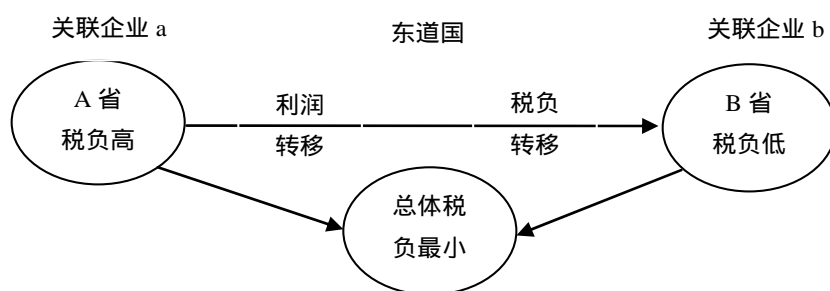 关联企业 a 东道国 关联企业 b
A 省 利润 税负 B 省
税负高 转移 转移 税负低
总体税
负最小